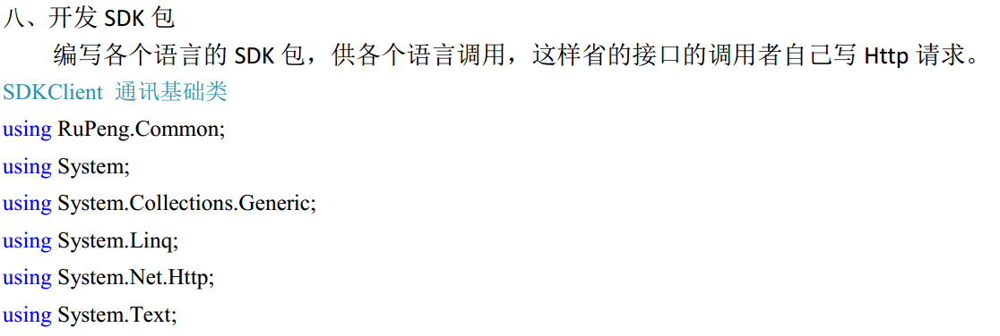 八、开发 SDK 包
编写各个语言的 SDK 包，供各个语言调用，这样省的接口的调用者自己写 Http 请求。
SDKClient 通讯基础类
using RuPeng.Common;
using System;
using System.Collections.Generic;
using System.Linq;
using System.Net.Http;
using System.Text;